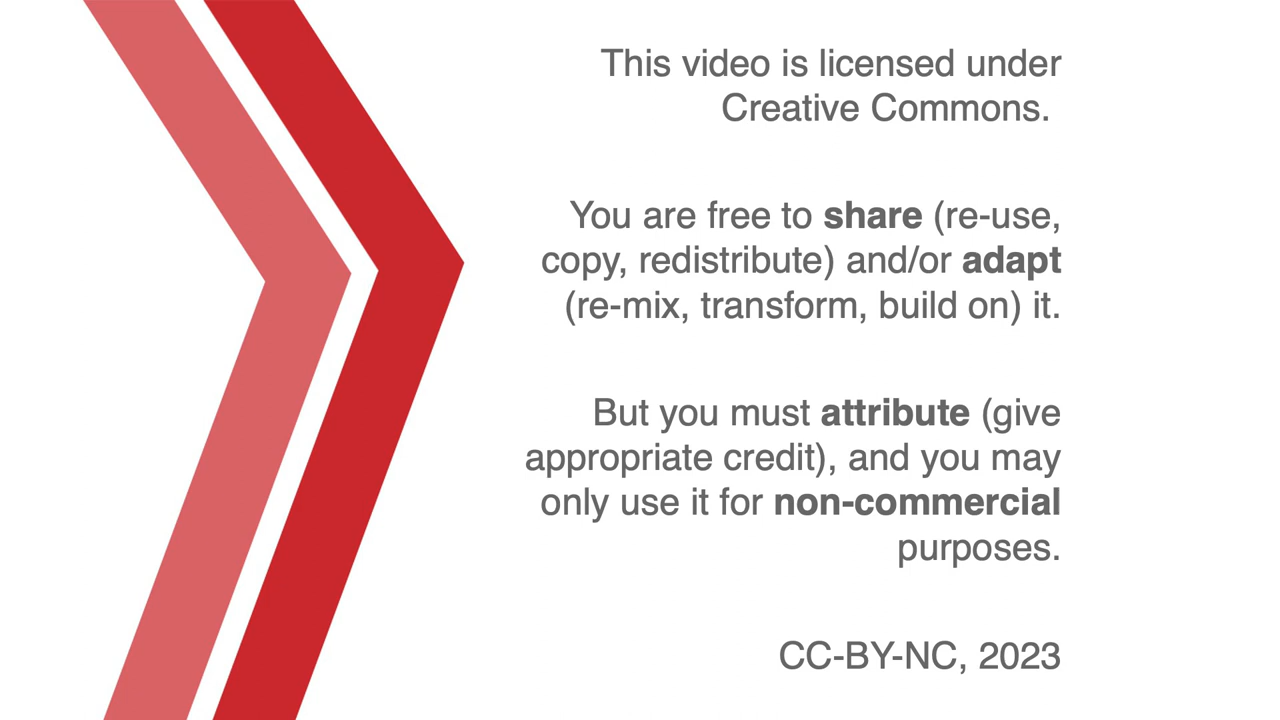 This video is licensed under
Creative Commons.
You are free to share (re-use,
copy, redistribute) and/or adapt
(re-mix, transform, build on) it.
But you must attribute (give
appropriate credit), and you may
only use it for non-commercial
purposes.
CC-BY-NC, 2023